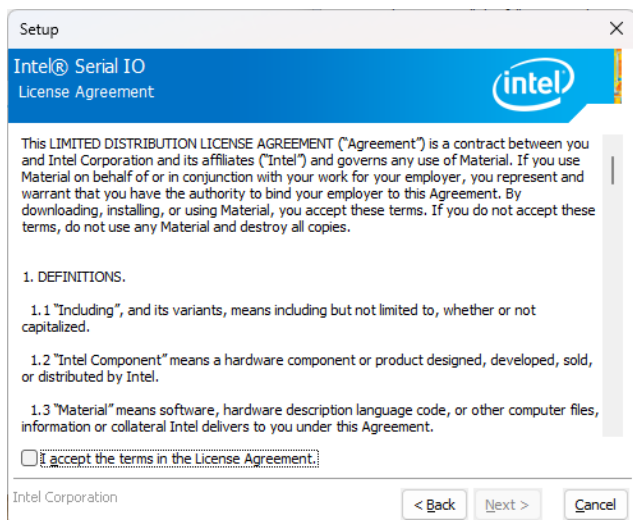 Setup
Intel® Serial IO
License Agreement
intel
This LIMITED DISTRIBUTION LICENSE AGREEMENT (“Agreement”) is a contract between you
and Intel Corporation and its affiliates (“Intel”) and governs any use of Material. If you use
Material on behalf of or in conjunction with your work for your employer, you represent and
warrant that you have the authority to bind your employer to this Agreement. By
downloading, installing, or using Material, you accept these terms. If you do not accept these
terms, do not use any Material and destroy all copies.
1. DEFINITIONS.
1.1 “Including”, and its variants, means including but not limited to, whether or not
capitalized.
1.2 “Intel Component” means a hardware component or product designed, developed, sold,
or distributed by Intel.
1.3 “Material” means software, hardware description language code, or other computer files,
information or collateral Intel delivers to you under this Agreement.
I accept the terms in the License Agreement.
Intel Corporation
< Back
Next >
Cancel